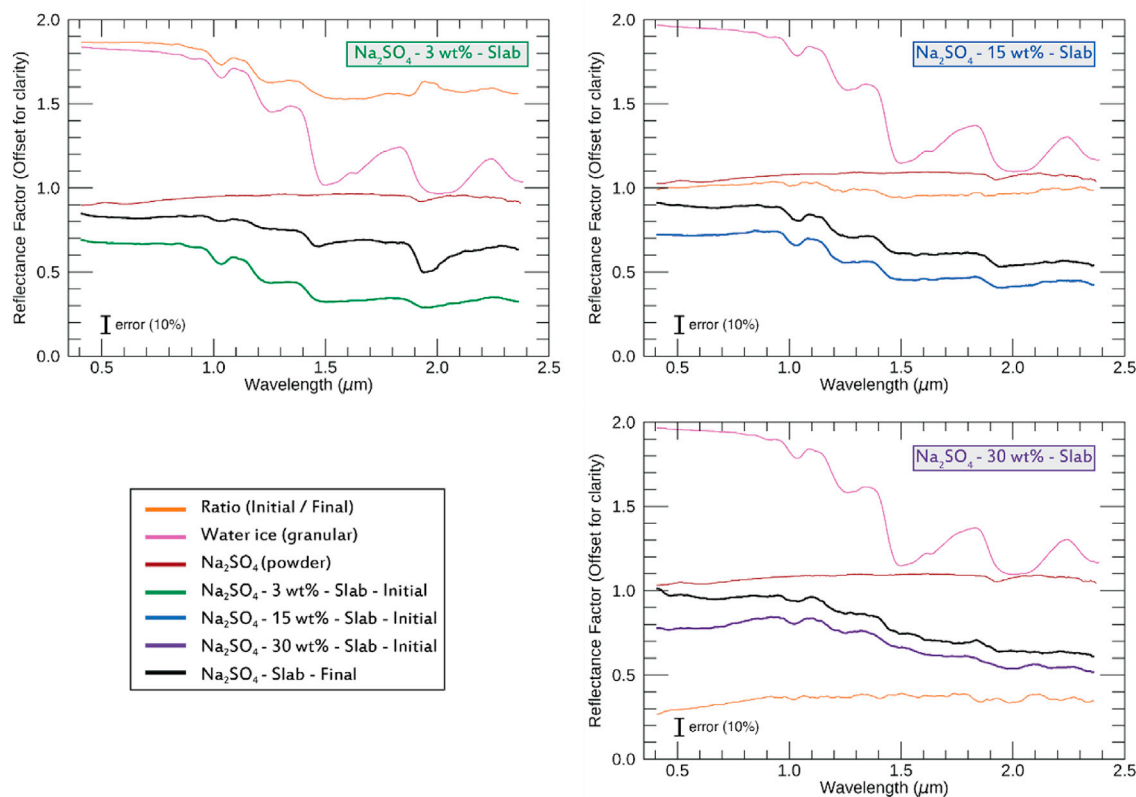 Na₂SO₄ - 3 wt% - Slab
Reflectance Factor (Offset for clarity)
2.0
1.5
1.0
0.5
0.0
error (10%)
0.5 1.0 1.5 2.0 2.5
Wavelength (μm)
Na₂SO₄ - 15 wt% - Slab
Reflectance Factor (Offset for clarity)
2.0
1.5
1.0
0.5
0.0
error (10%)
0.5 1.0 1.5 2.0 2.5
Wavelength (μm)
Ratio (Initial / Final)
Water ice (granular)
Na₂SO₄ (powder)
Na₂SO₄ - 3 wt% - Slab - Initial
Na₂SO₄ - 15 wt% - Slab - Initial
Na₂SO₄ - 30 wt% - Slab - Initial
Na₂SO₄ - Slab - Final
Na₂SO₄ - 30 wt% - Slab
Reflectance Factor (Offset for clarity)
2.0
1.5
1.0
0.5
0.0
error (10%)
0.5 1.0 1.5 2.0 2.5
Wavelength (μm)